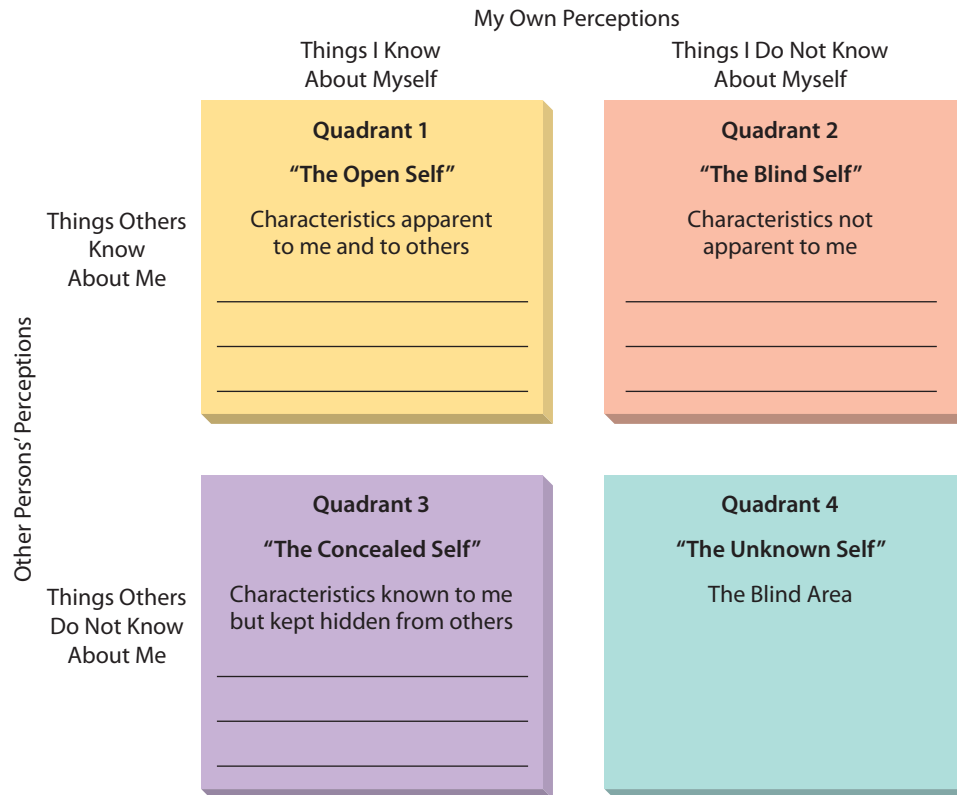 My Own Perceptions
Things I Know
About Myself
Things I Do Not Know
About Myself
Other Persons’ Perceptions
Things Others
Know
About Me
Quadrant 1
“The Open Self”
Characteristics apparent
to me and to others
Quadrant 2
“The Blind Self”
Characteristics not
apparent to me
Things Others
Do Not Know
About Me
Quadrant 3
“The Concealed Self”
Characteristics known to me
but kept hidden from others
Quadrant 4
“The Unknown Self”
The Blind Area